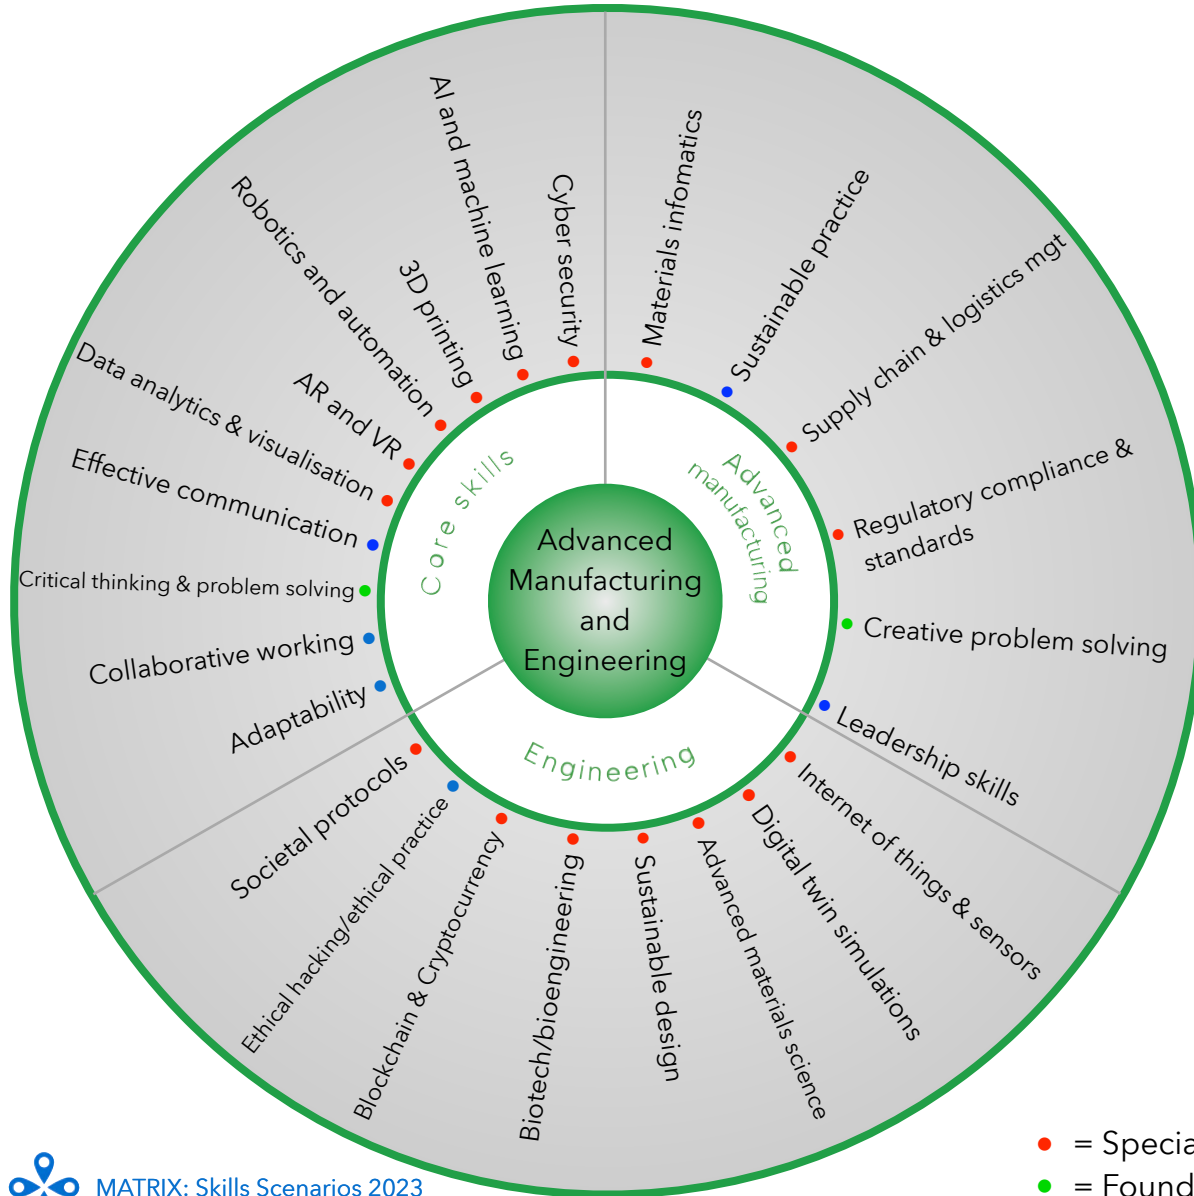 Advanced
Manufacturing
and
Engineering
Core skills
Advanced
manufacturing
Engineering
Materials infomatics
Sustainable practice
Supply chain & logistics mgt
Regulatory compliance &
standards
Creative problem solving
Leadership skills
Internet of things & sensors
Digital twin simulations
Advanced materials science
Sustainable design
Biotech/bioengineering
Blockchain & Cryptocurrency
Ethical hacking/ethical practice
Societal protocols
Adaptability
Collaborative working
Critical thinking & problem solving
Effective communication
Data analytics & visualisation
AR and VR
Robotics and automation
3D printing
AI and machine learning
Cyber security
= Specia
= Found
MATRIX: Skills Scenarios 2023